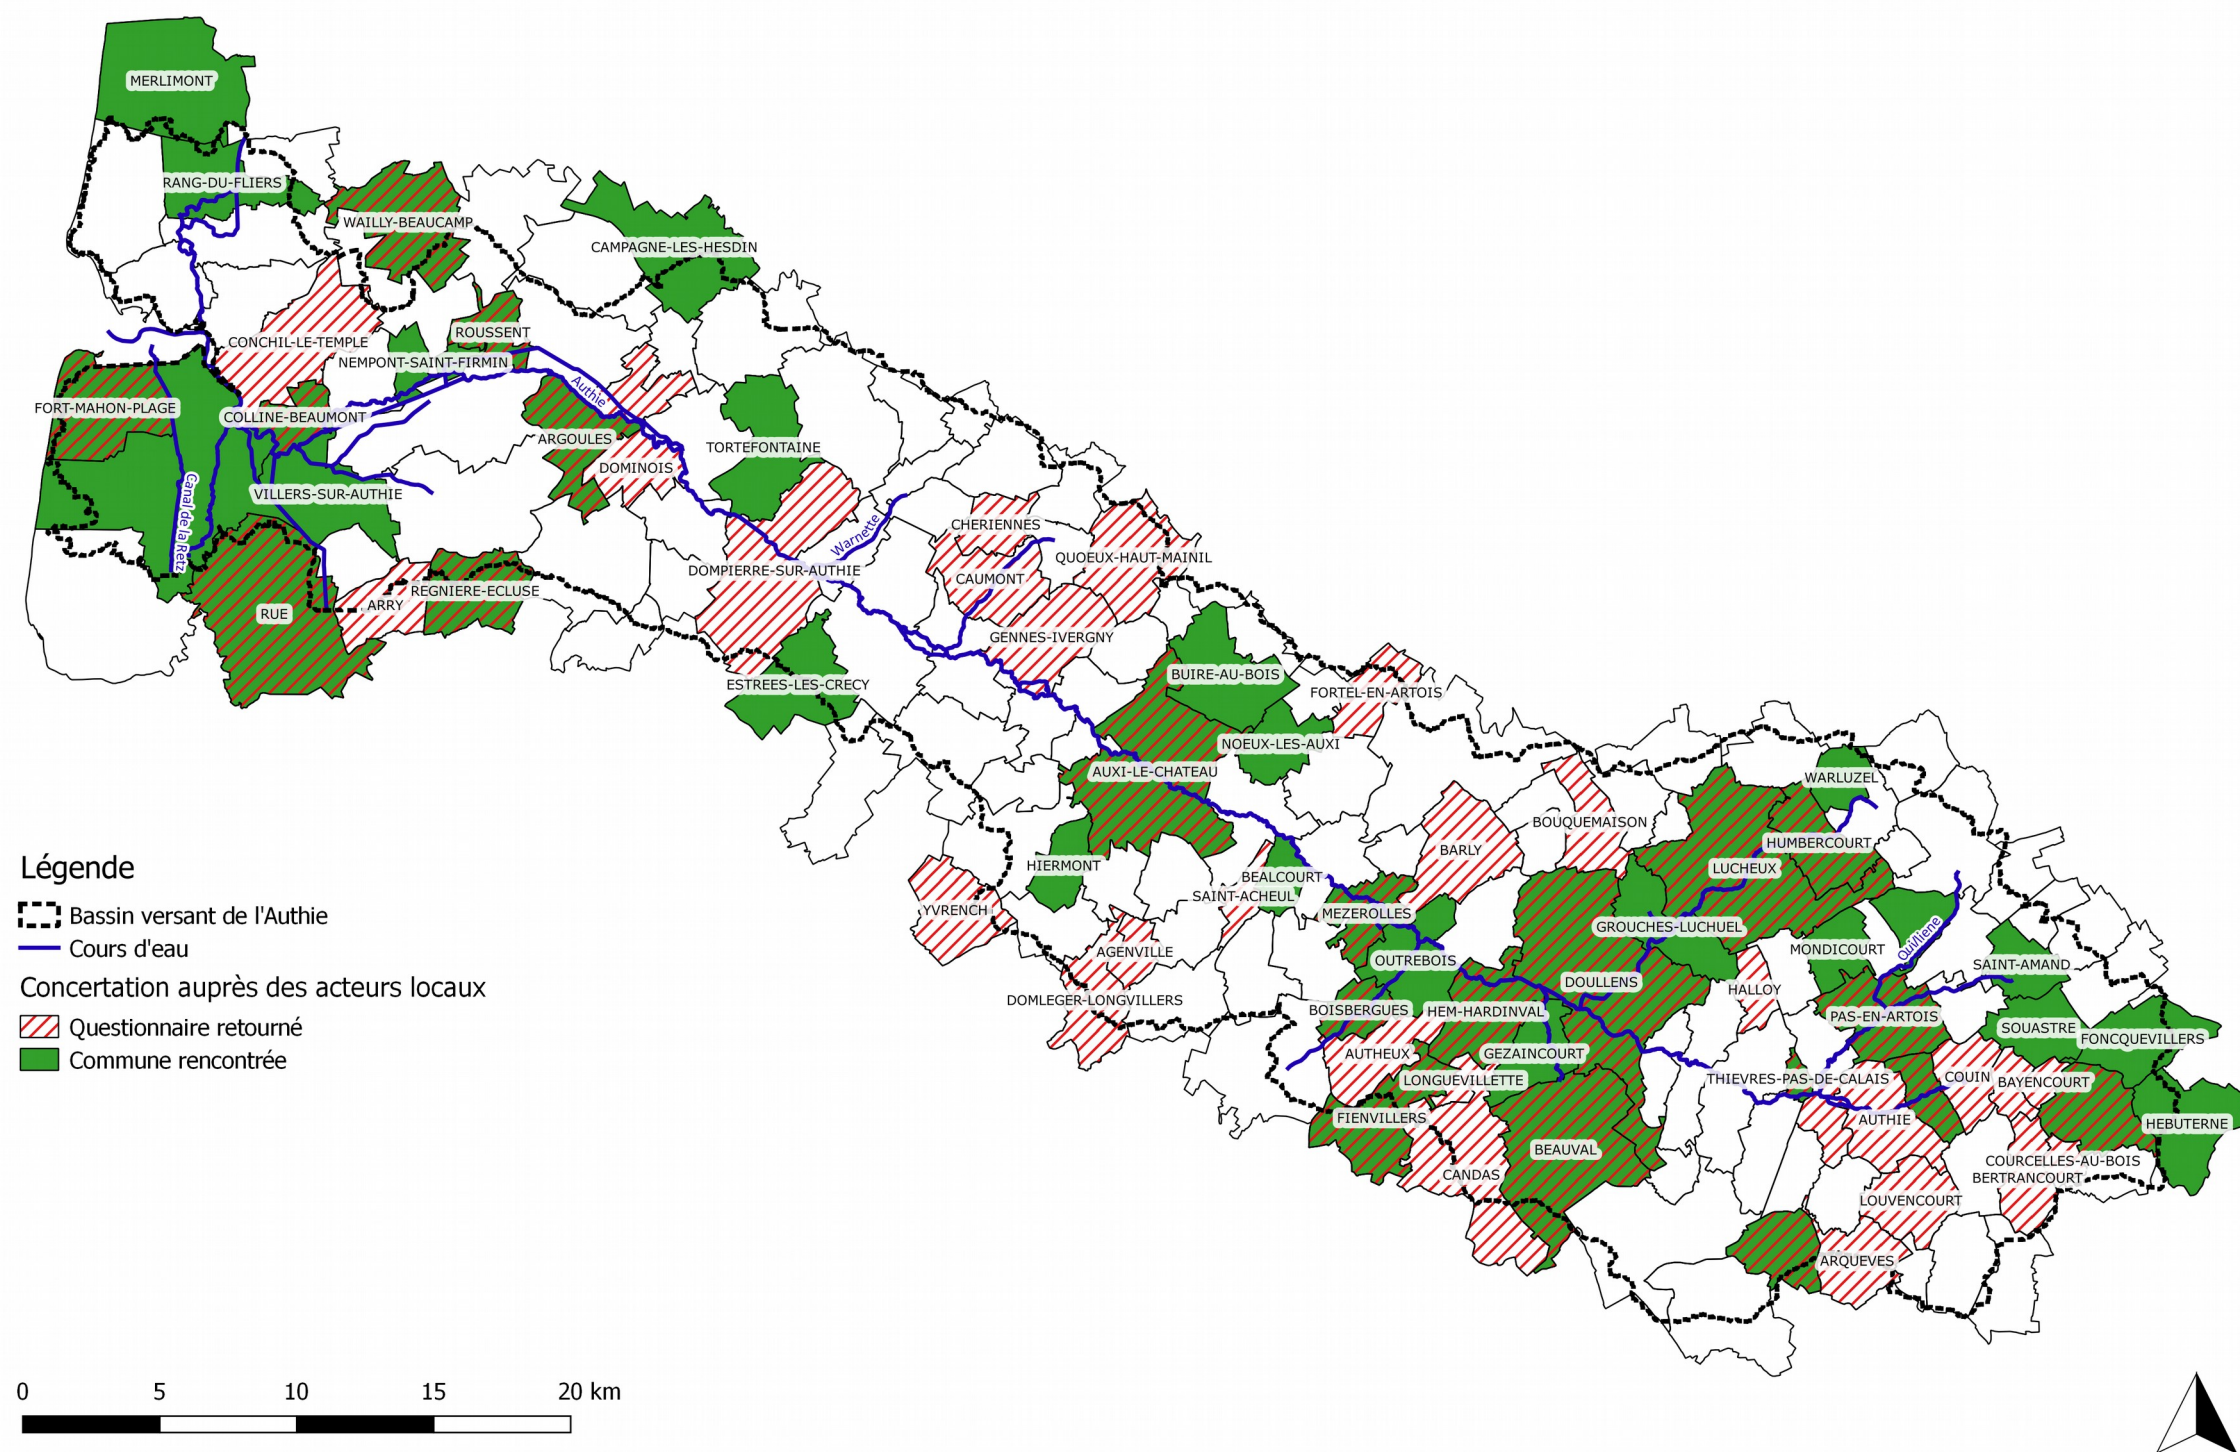 MERLIMONT
RANG-DU-FLIERS
WAILLY-BEAUCAMP
CAMPAGNE-LES-HESDIN
CONCHIL-LE-TEMPLE
ROUSSENT
NEMPONT-SAINT-FIRMIN
Authie
FORT-MAHON-PLAGE
COLLINE-BEAUMONT
ARGOULES
TORTEFONTAINE
DOMINOIS
Canal de la Retz
VILLERS-SUR-AUTHIE
CHERIENNES
Warnette
QUOEUX-HAUT-MAINIL
DOMPIERRE-SUR-AUTHIE
CAUMONT
REGNIERE-ECLUSE
ARRY
RUE
GENNES-IVERGNY
BUIRE-AU-BOIS
ESTREES-LES-CRECY
FORTEL-EN-ARTOIS
NOEUX-LES-AUXI
AUXI-LE-CHATEAU
WARLUZEL
BOUQUEMAISON
HUMBERCOURT
BARLY
HIERMONT
LUCHEUX
BEALCOURT
SAINT-ACHEUL
YVRENCH
MEZEROLLES
GROUCHES-LUCHUEL
Quilliene
AGENVILLE
MONDICOURT
OUTREBOIS
SAINT-AMAND
DOULLENS
HALLOY
DOMLEGER-LONGVILLERS
BOISBERGUES
HEM-HARDINVAL
PAS-EN-ARTOIS
SOUASTRE
FONCQUEVILLERS
AUTHEUX
GEZAINCOURT
LONGUEVILLETTE
THIEVRES-PAS-DE-CALAIS
COUIN
BAYENCOURT
FIENVILLERS
AUTHIE
HEBUTERNE
BEAUVAL
COURCELLES-AU-BOIS
CANDAS
BERTRANCOURT
LOUVENCOURT
ARQUEVES
Légende
Bassin versant de l'Authie
Cours d'eau
Concertation auprès des acteurs locaux
Questionnaire retourné
Commune rencontrée
0 5 10 15 20 km